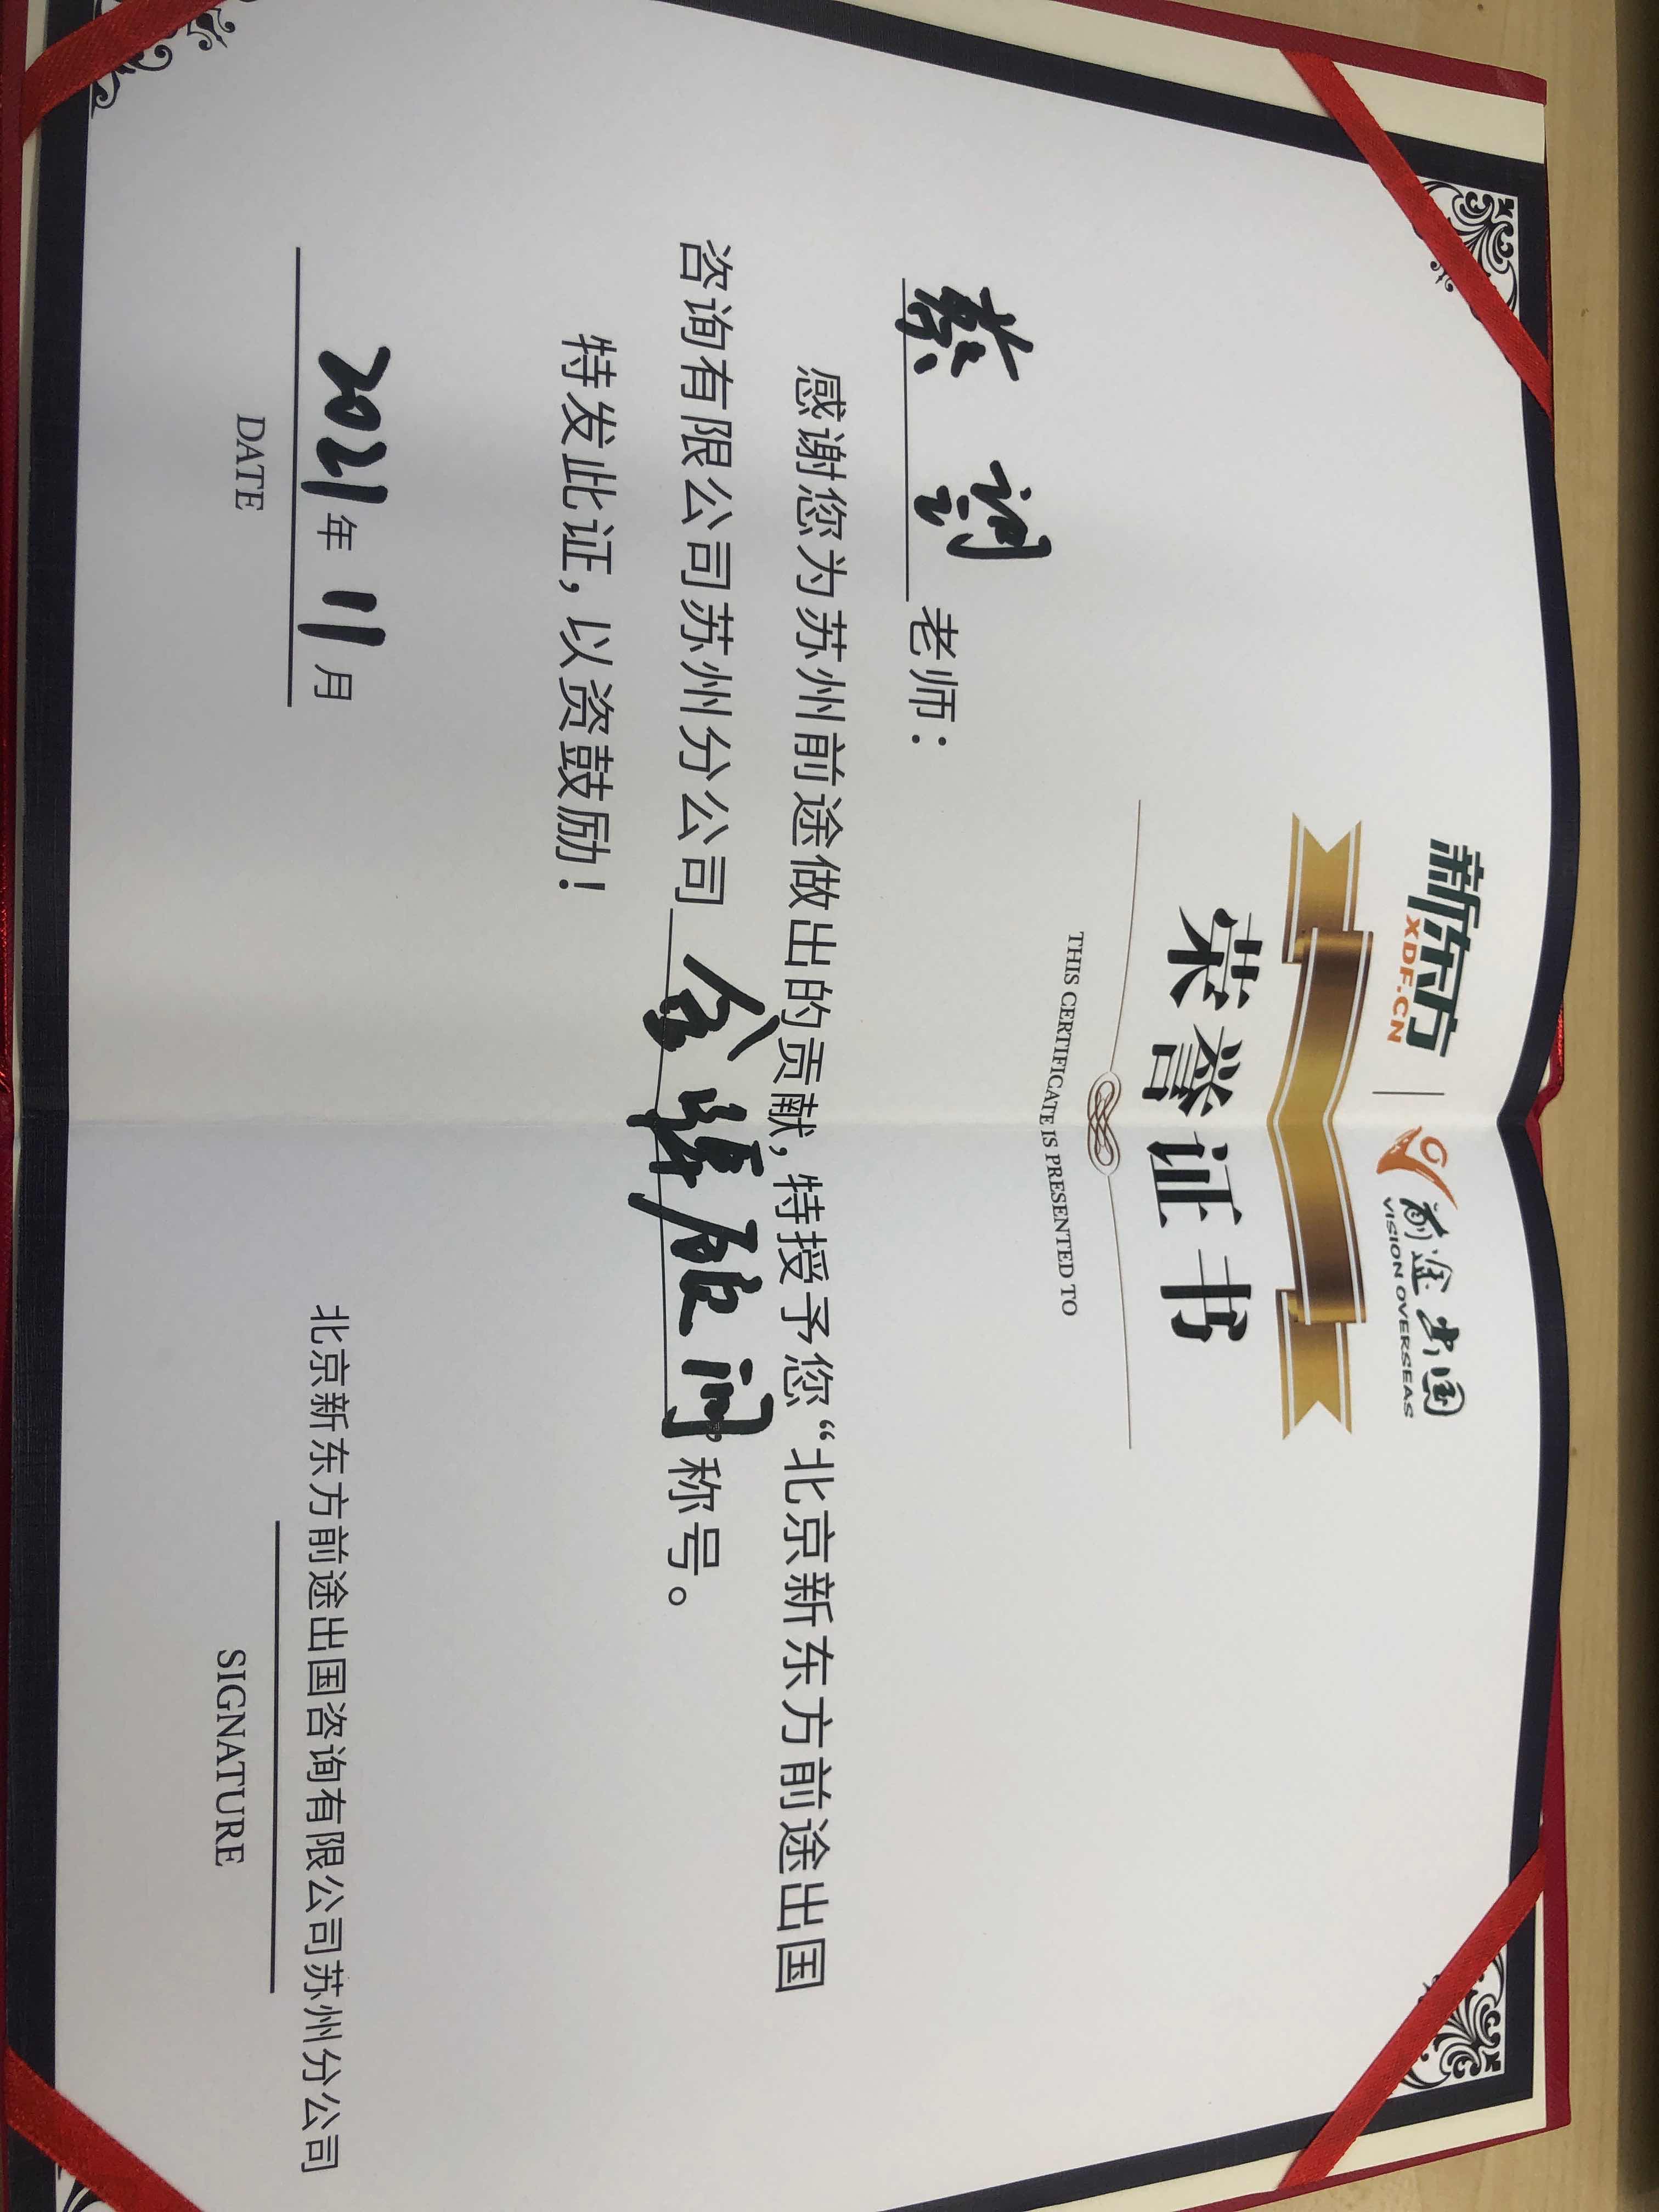 新东方 前途出国
XDF.CN VISION OVERSEAS
荣誉证书
THIS CERTIFICATE IS PRESENTED TO
蔡 老师：
感谢您为苏州前途做出的贡献，特授予您“北京新东方前途出国
咨询有限公司苏州分公司金牌顾问”称号。
特发此证，以资鼓励！
2021年11月
DATE
北京新东方前途出国咨询有限公司苏州分公司
SIGNATURE